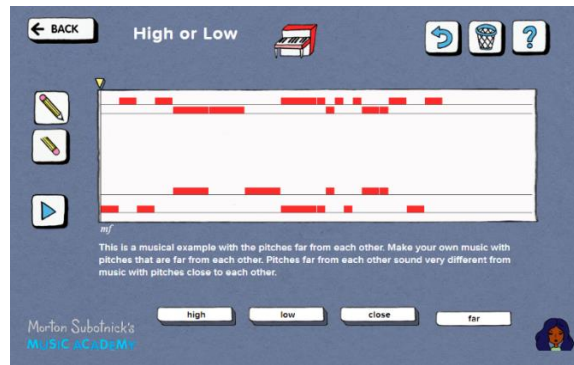 BACK
High or Low
?
mf
This is a musical example with the pitches far from each other. Make your own music with
pitches that are far from each other. Pitches far from each other sound very different from
music with pitches close to each other.
high
low
close
far
Morton Subotnick's
MUSIC ACADEMY